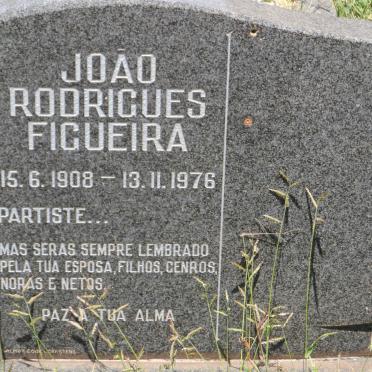 JOÃO
RODRIGUES
FIGUEIRA
15.6.1908 — 13.11.1976
PARTISTE...
MAS SERAS SEMPRE LEMBRADO
PELA TUA ESPOSA, FILHOS, GENROS,
NORAS E NETOS.
PAZ A TUA ALMA